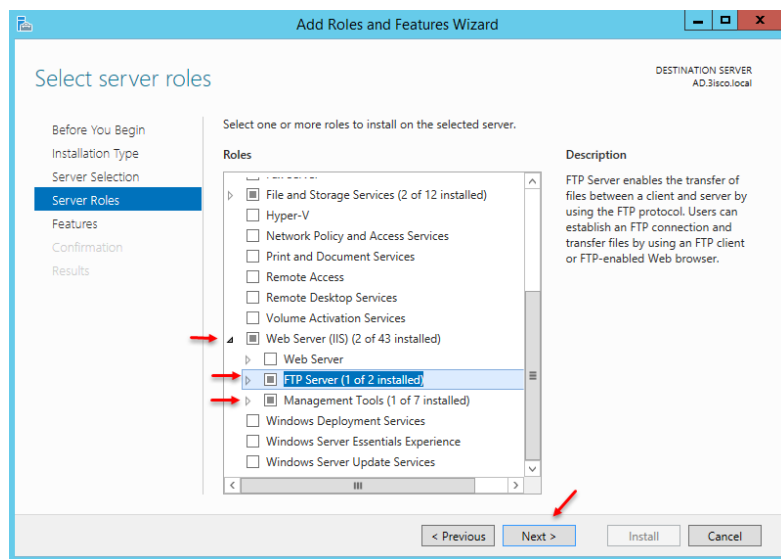 Add Roles and Features Wizard
Select server roles
DESTINATION SERVER
AD.3isco.local
Before You Begin
Installation Type
Server Selection
Server Roles
Features
Confirmation
Results
Select one or more roles to install on the selected server.
Roles
File and Storage Services (2 of 12 installed)
Hyper-V
Network Policy and Access Services
Print and Document Services
Remote Access
Remote Desktop Services
Volume Activation Services
Web Server (IIS) (2 of 43 installed)
Web Server
FTP Server (1 of 2 installed)
Management Tools (1 of 7 installed)
Windows Deployment Services
Windows Server Essentials Experience
Windows Server Update Services
Description
FTP Server enables the transfer of
files between a client and server by
using the FTP protocol. Users can
establish an FTP connection and
transfer files by using an FTP client
or FTP-enabled Web browser.
< Previous
Next >
Install
Cancel